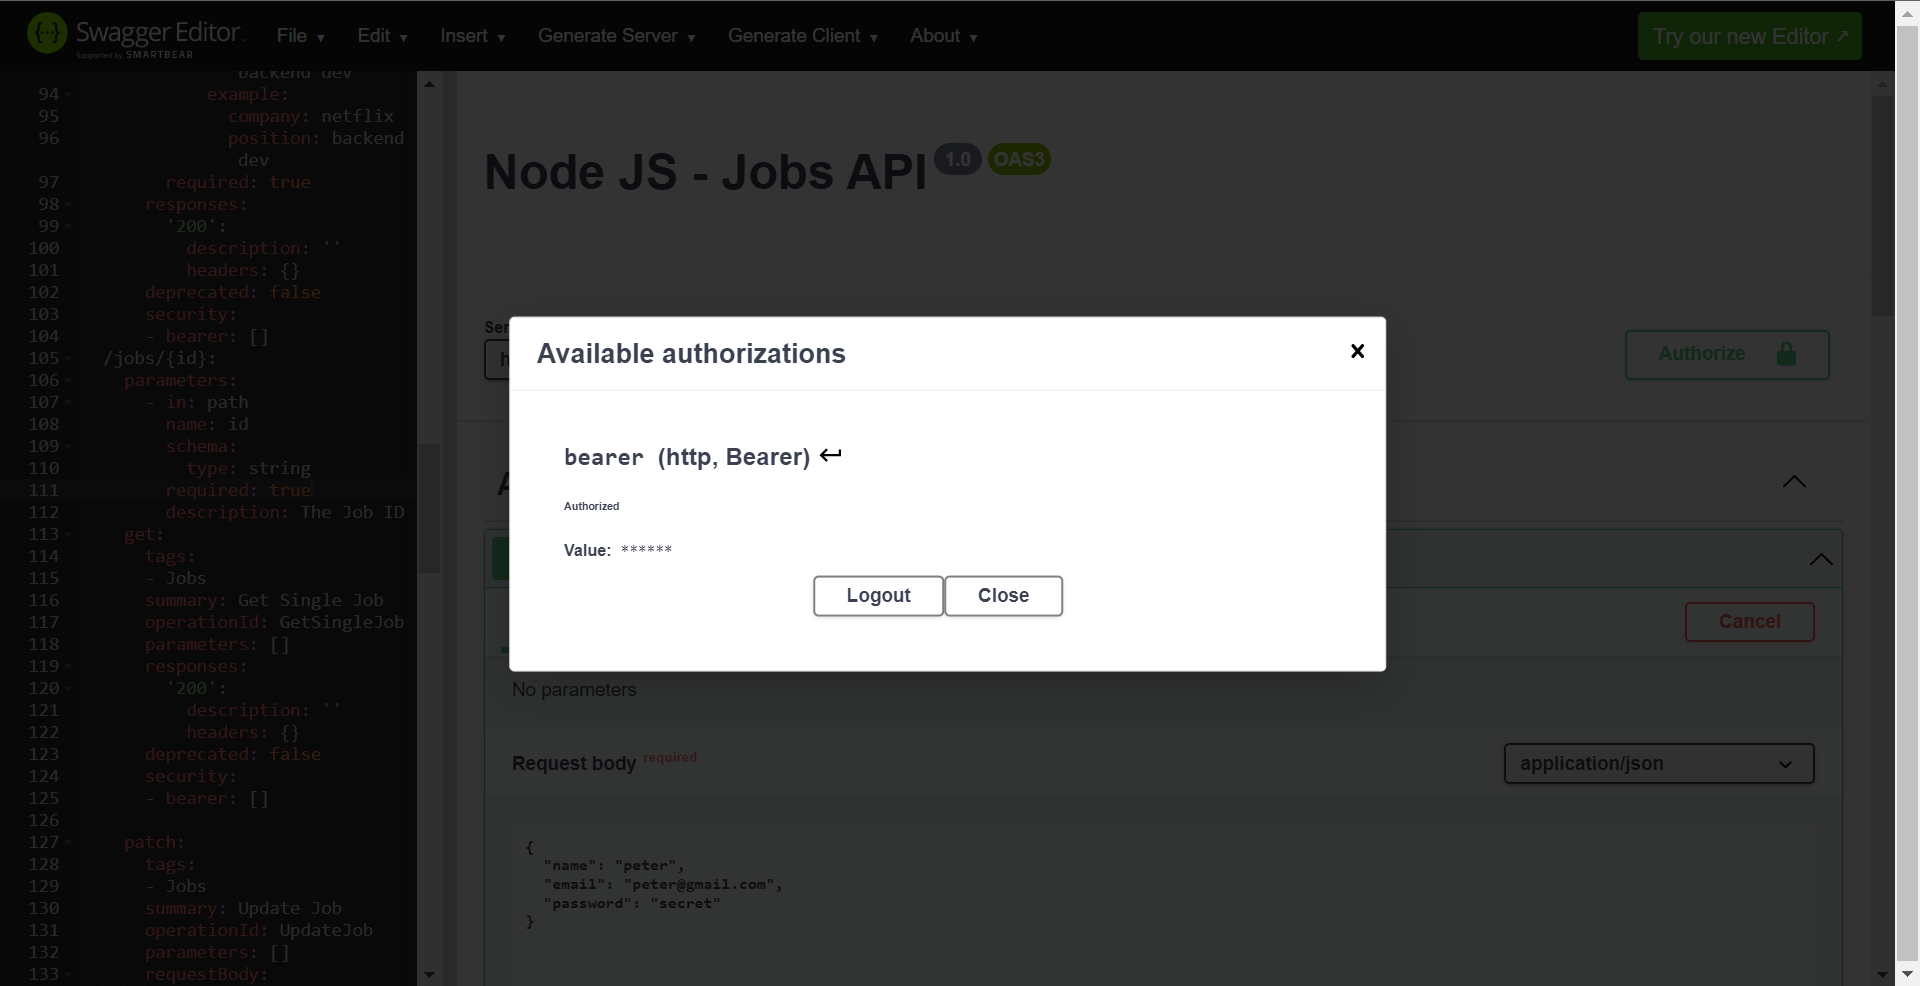 Swagger Editor.
Supported by SMARTBEAR
File
Edit
Insert
Generate Server
Generate Client
About
Try our new Editor ↗
backend dev
94 example:
95 company: netflix
96 position: backend
dev
97 required: true
98 responses:
99 '200':
100 description: ''
101 headers: {}
102 deprecated: false
103 security:
104 - bearer: []
105 /jobs/{id}:
106 parameters:
107 - in: path
108 name: id
109 schema:
110 type: string
111 required: true
112 description: The Job ID
113 get:
114 tags:
115 - Jobs
116 summary: Get Single Job
117 operationId: GetSingleJob
118 parameters: []
119 responses:
120 '200':
121 description: ''
122 headers: {}
123 deprecated: false
124 security:
125 - bearer: []
126
127 patch:
128 tags:
129 - Jobs
130 summary: Update Job
131 operationId: UpdateJob
132 parameters: []
133 requestBody:
Node JS - Jobs API 1.0 OAS3
Authorize
Available authorizations
bearer (http, Bearer)
Authorized
Value: ******
Logout
Close
Cancel
No parameters
Request body required
application/json
{
"name": "peter",
"email": "peter@gmail.com",
"password": "secret"
}